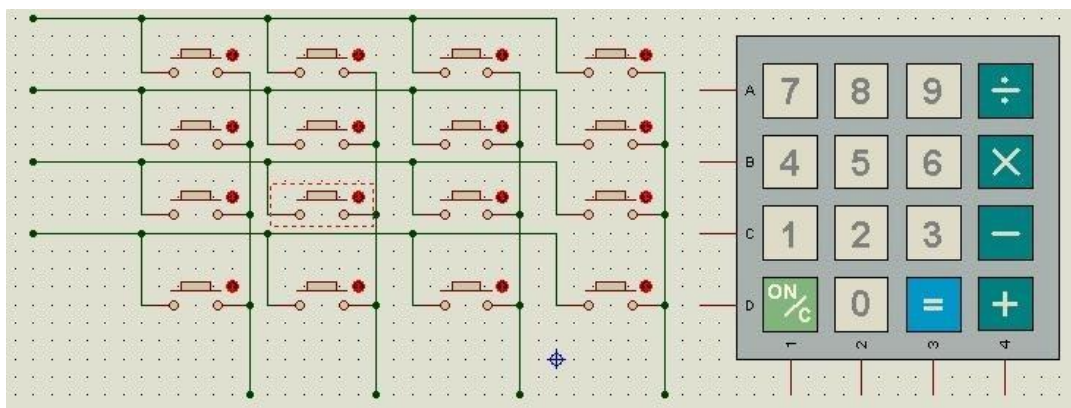 A 7 8 9 ÷
B 4 5 6 ×
C 1 2 3 −
D ON/C 0 = +
1 2 3 4